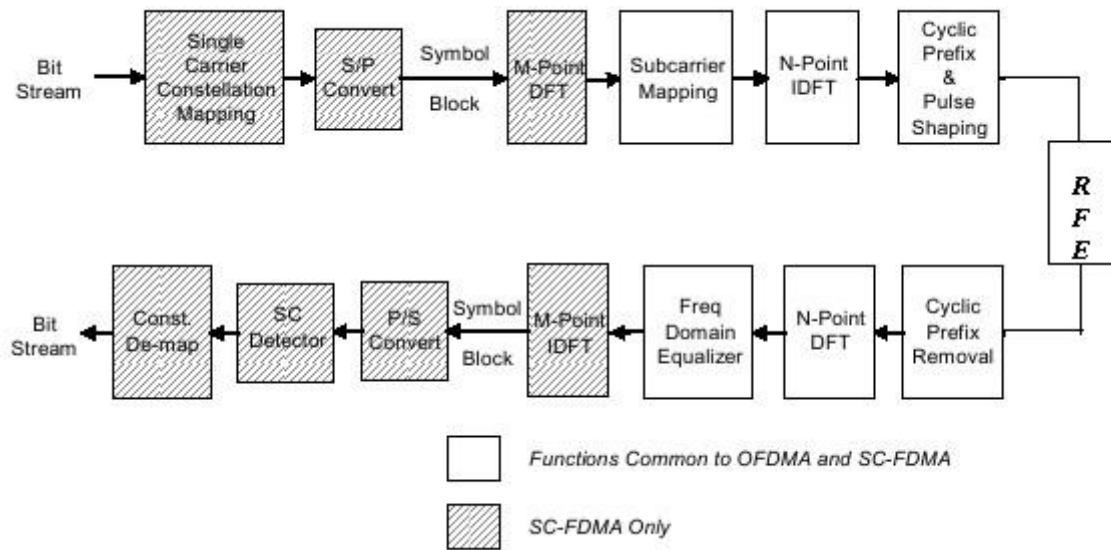 Bit
Stream
Single
Carrier
Constellation
Mapping
S/P
Convert
Symbol
Block
M-Point
DFT
Subcarrier
Mapping
N-Point
IDFT
Cyclic
Prefix
&
Pulse
Shaping
R
F
E
Bit
Stream
Const.
De-map
SC
Detector
P/S
Convert
Symbol
Block
M-Point
IDFT
Freq
Domain
Equalizer
N-Point
DFT
Cyclic
Prefix
Removal
Functions Common to OFDMA and SC-FDMA
SC-FDMA Only